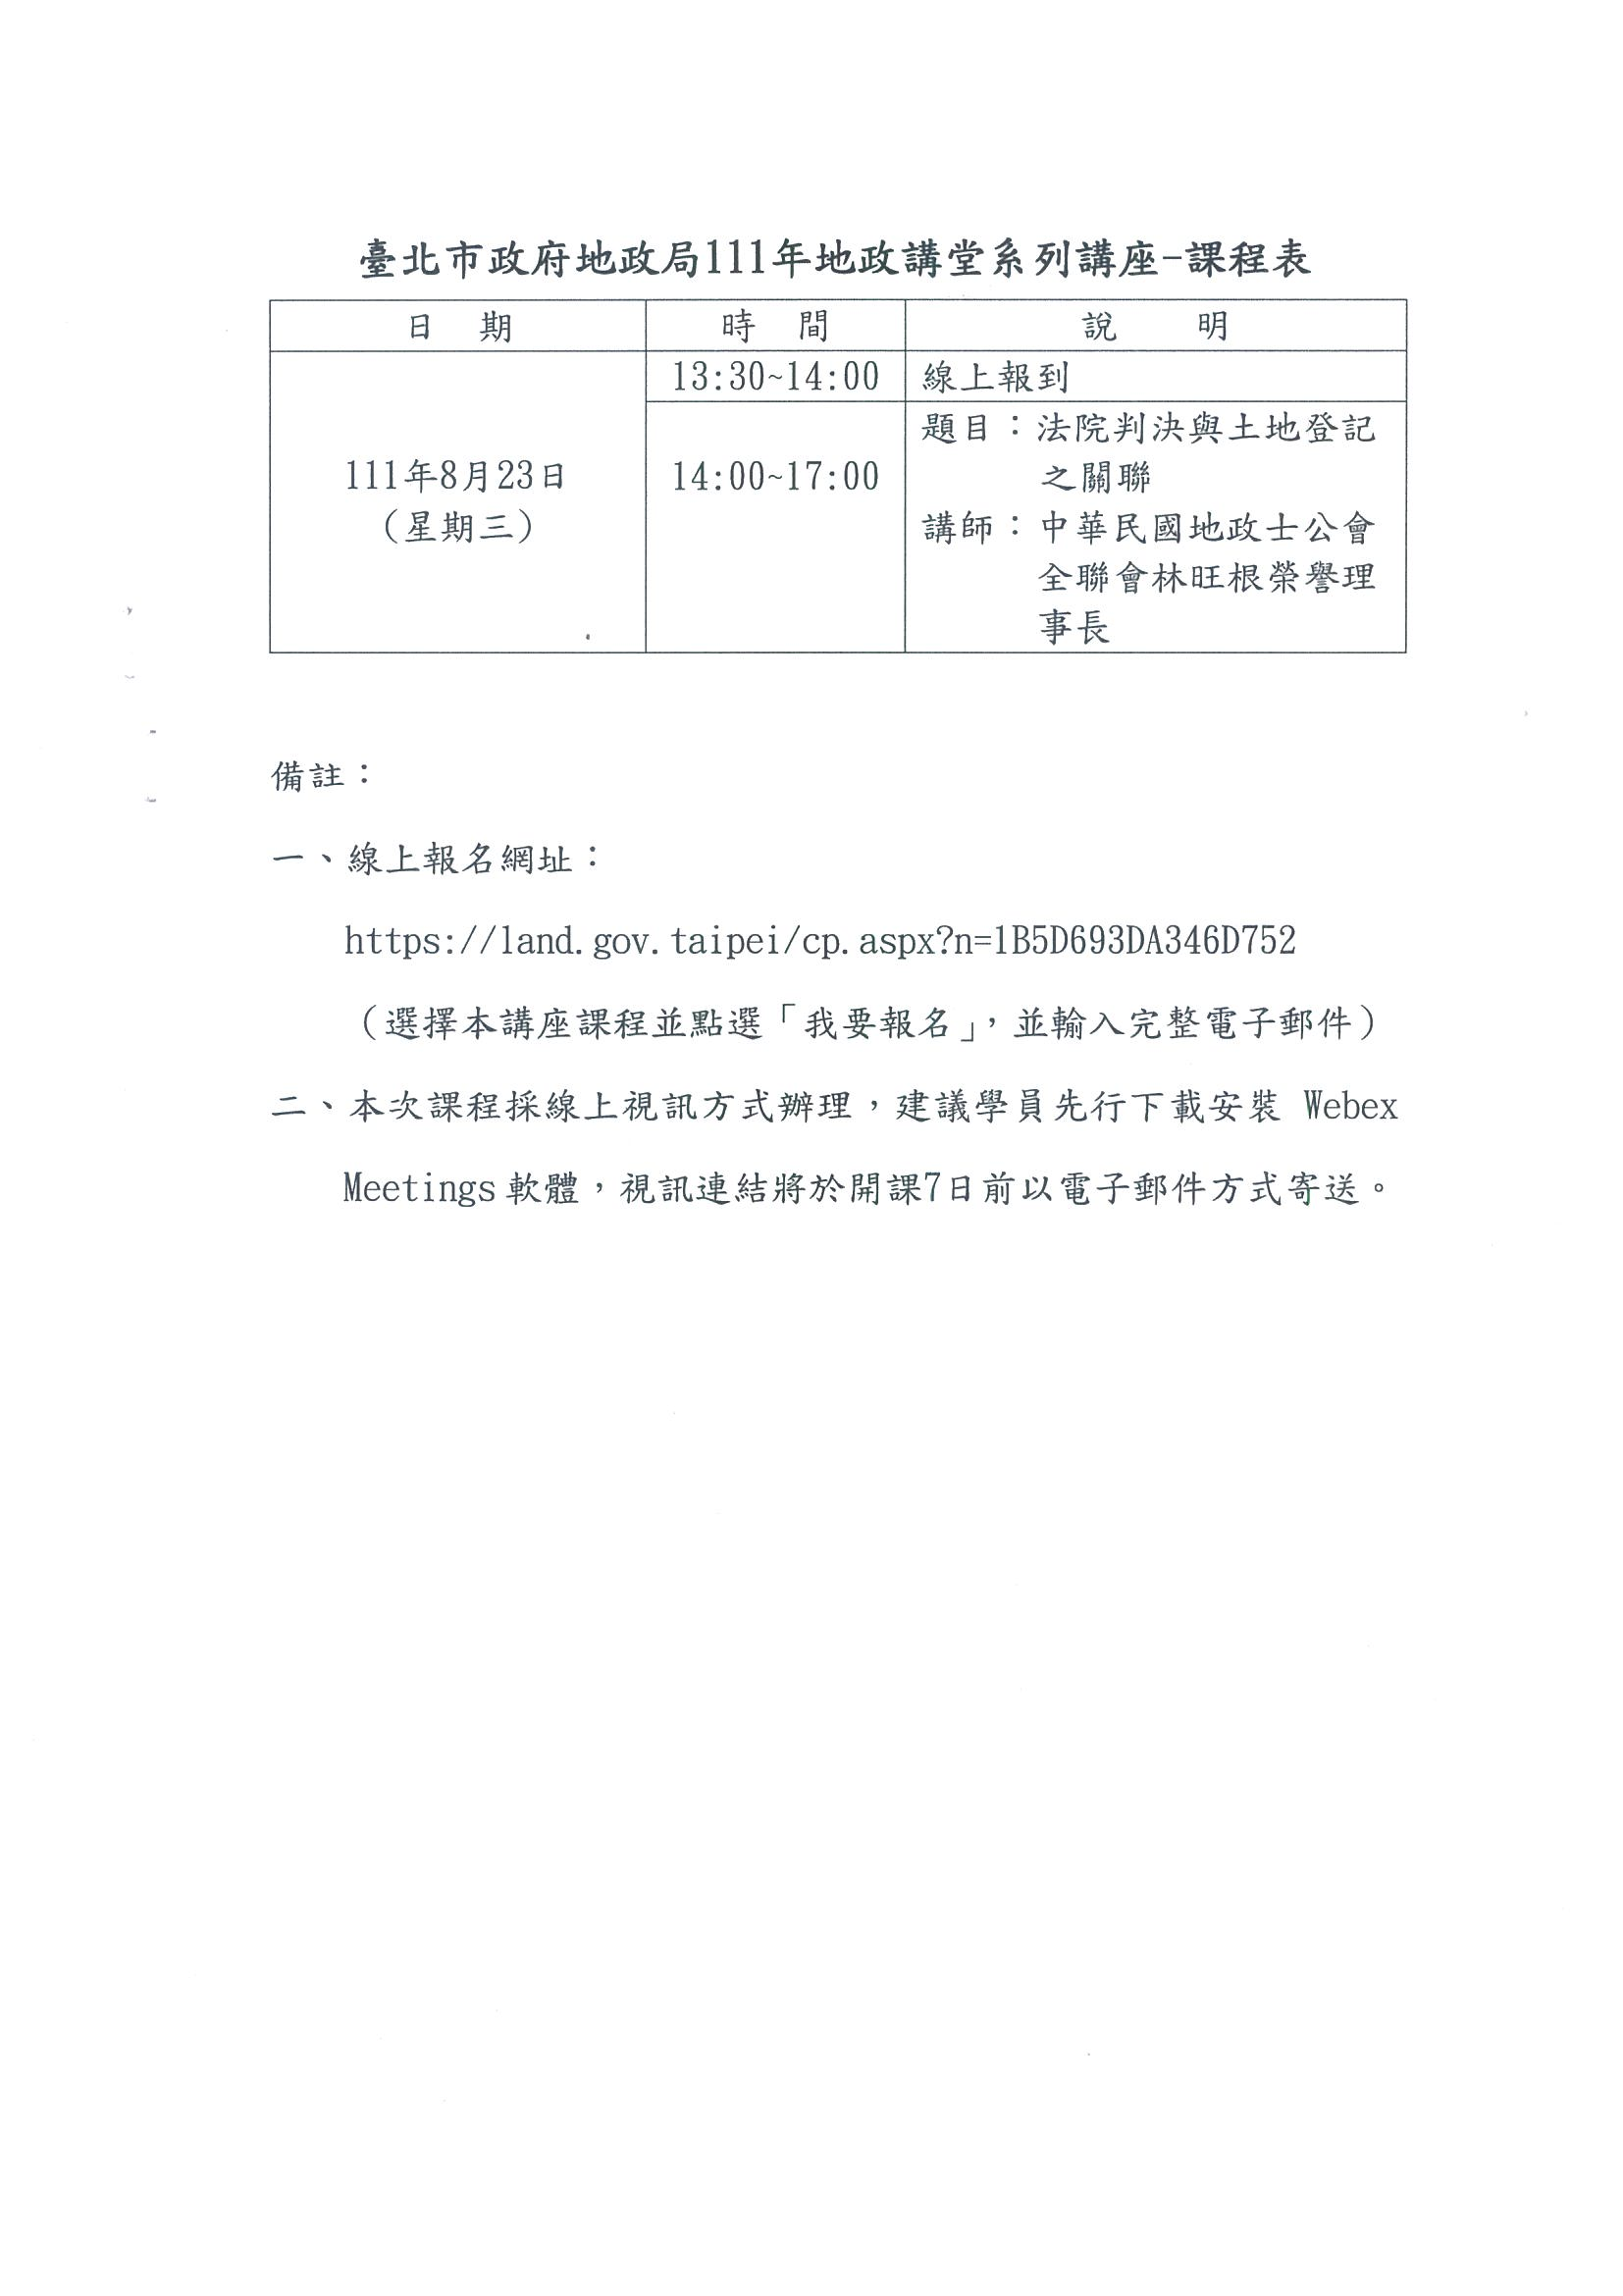 臺北市政府地政局111年地政講堂系列講座-課程表
日 期 時 間 說 明
13:30~14:00 線上報到
111年8月23日
(星期三)
14:00~17:00
題目：法院判決與土地登記
之關聯
講師：中華民國地政士公會
全聯會林旺根榮譽理
事長
備註：
一、線上報名網址：
https://land.gov.taipei/cp.aspx?n=1B5D693DA346D752
（選擇本講座課程並點選「我要報名」，並輸入完整電子郵件）
二、本次課程採線上視訊方式辦理，建議學員先行下載安裝 Webex
Meetings 軟體，視訊連結將於開課7日前以電子郵件方式寄送。